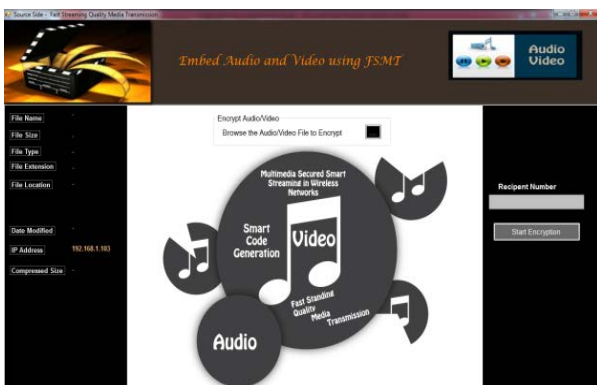 Source Side - Fast Streaming Quality Media Transmission
Embed Audio and Video using FSMT
Audio
Video
File Name -
File Size -
File Type -
File Extension -
File Location -
Date Modified -
IP Address 192.168.1.103
Compressed Size -
Encrypt Audio/Video
Browse the Audio/Video File to Encrypt
Multimedia Secured Smart
Streaming in Wireless
Networks
Smart
Code
Generation
Video
Fast Standing
Quality
Media
Transmission
Audio
Recipent Number
Start Encryption